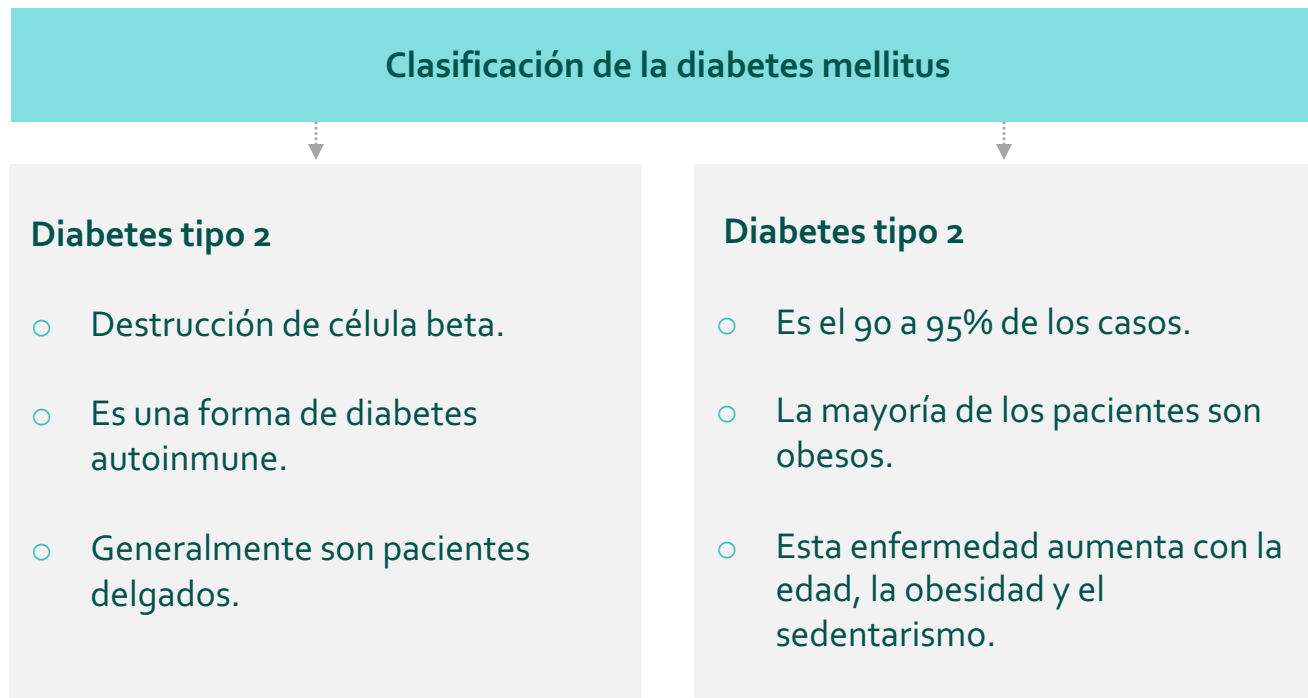 Clasificación de la diabetes mellitus
Diabetes tipo 2
○ Destrucción de célula beta.
○ Es una forma de diabetes
autoinmune.
○ Generalmente son pacientes
delgados.
Diabetes tipo 2
○ Es el 90 a 95% de los casos.
○ La mayoría de los pacientes son
obesos.
○ Esta enfermedad aumenta con la
edad, la obesidad y el
sedentarismo.